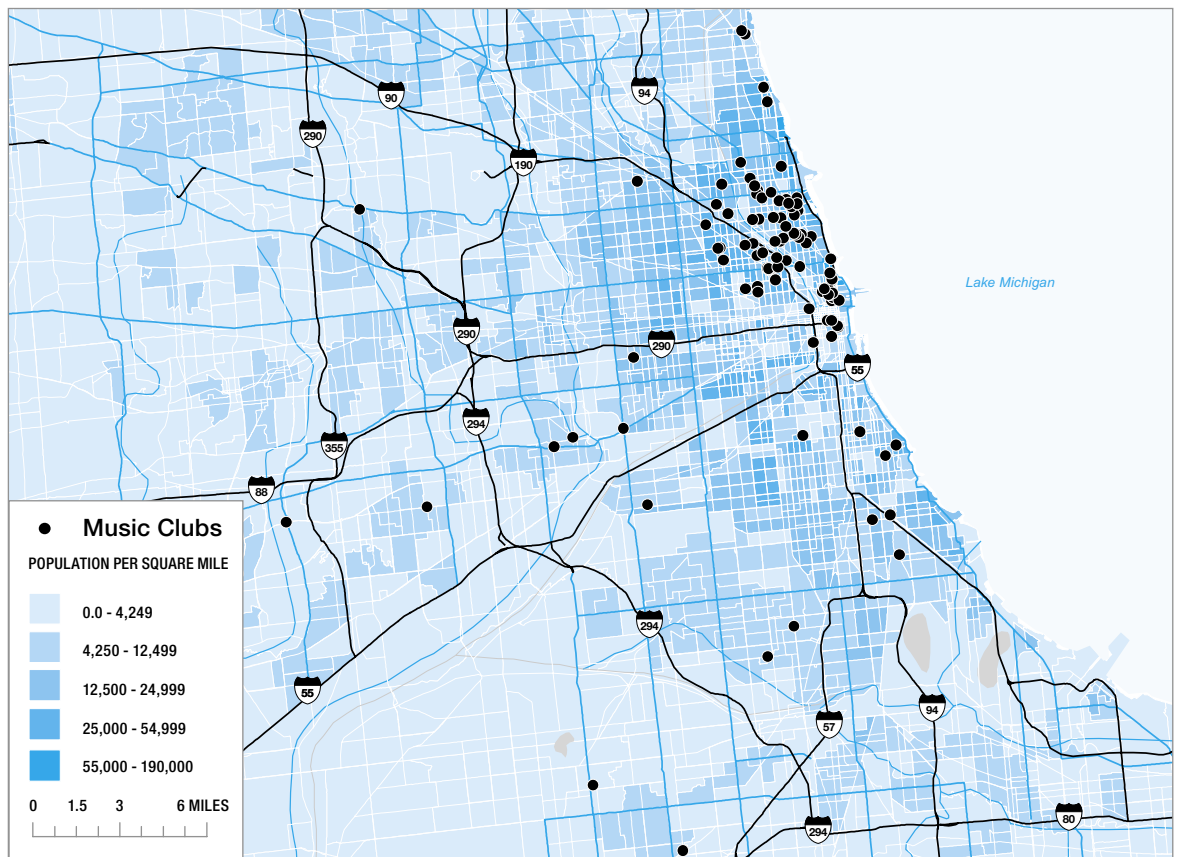 94
90
290
190
Lake Michigan
290
290
55
294
355
88
Music Clubs
POPULATION PER SQUARE MILE
0.0 - 4,249
4,250 - 12,499
12,500 - 24,999
25,000 - 54,999
55,000 - 190,000
0 1.5 3 6 MILES
294
55
94
57
80
294